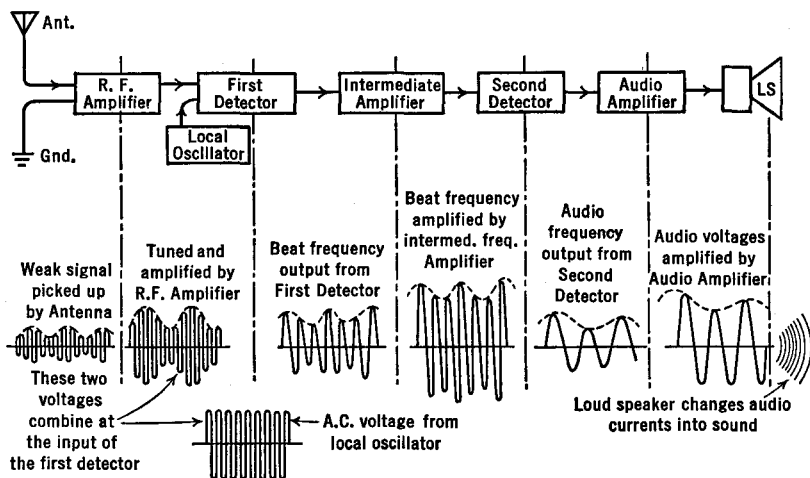 Ant.
R. F.
Amplifier
First
Detector
Intermediate
Amplifier
Second
Detector
Audio
Amplifier
LS
Local
Oscillator
Gnd.
Weak signal
picked up
by Antenna
Tuned and
amplified by
R.F. Amplifier
Beat frequency
output from
First Detector
Beat frequency
amplified by
intermed. freq.
Amplifier
Audio
frequency
output from
Second
Detector
Audio voltages
amplified by
Audio Amplifier
These two
voltages
combine at
the input of
the first detector
A.C. voltage from
local oscillator
Loud speaker changes audio
currents into sound